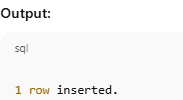 Output:
sql
1 row inserted.